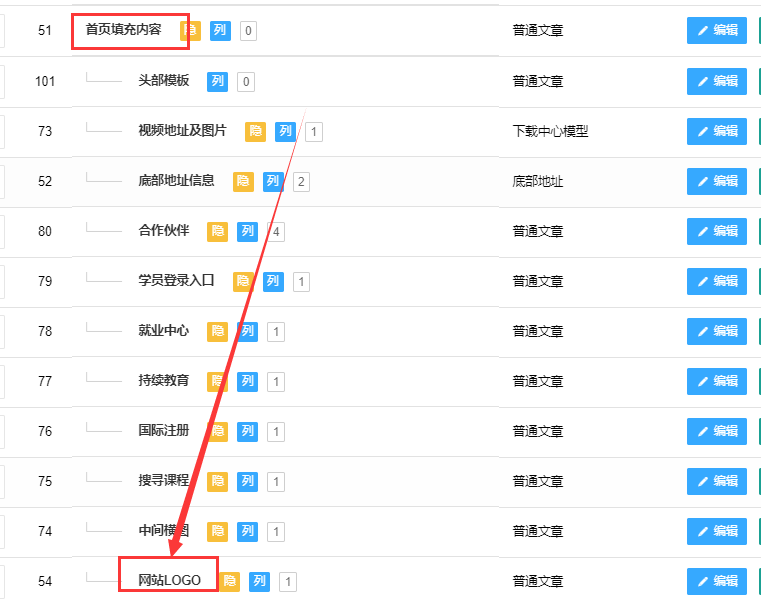 51 首页填充内容 隐 列 0 普通文章 编辑
101 头部模板 列 0 普通文章 编辑
73 视频地址及图片 隐 列 1 下载中心模型 编辑
52 底部地址信息 隐 列 2 底部地址 编辑
80 合作伙伴 隐 列 4 普通文章 编辑
79 学员登录入口 隐 列 1 普通文章 编辑
78 就业中心 隐 列 1 普通文章 编辑
77 持续教育 隐 列 1 普通文章 编辑
76 国际注册 隐 列 1 普通文章 编辑
75 搜寻课程 隐 列 1 普通文章 编辑
74 中间横图 隐 列 1 普通文章 编辑
54 网站LOGO 隐 列 1 普通文章 编辑